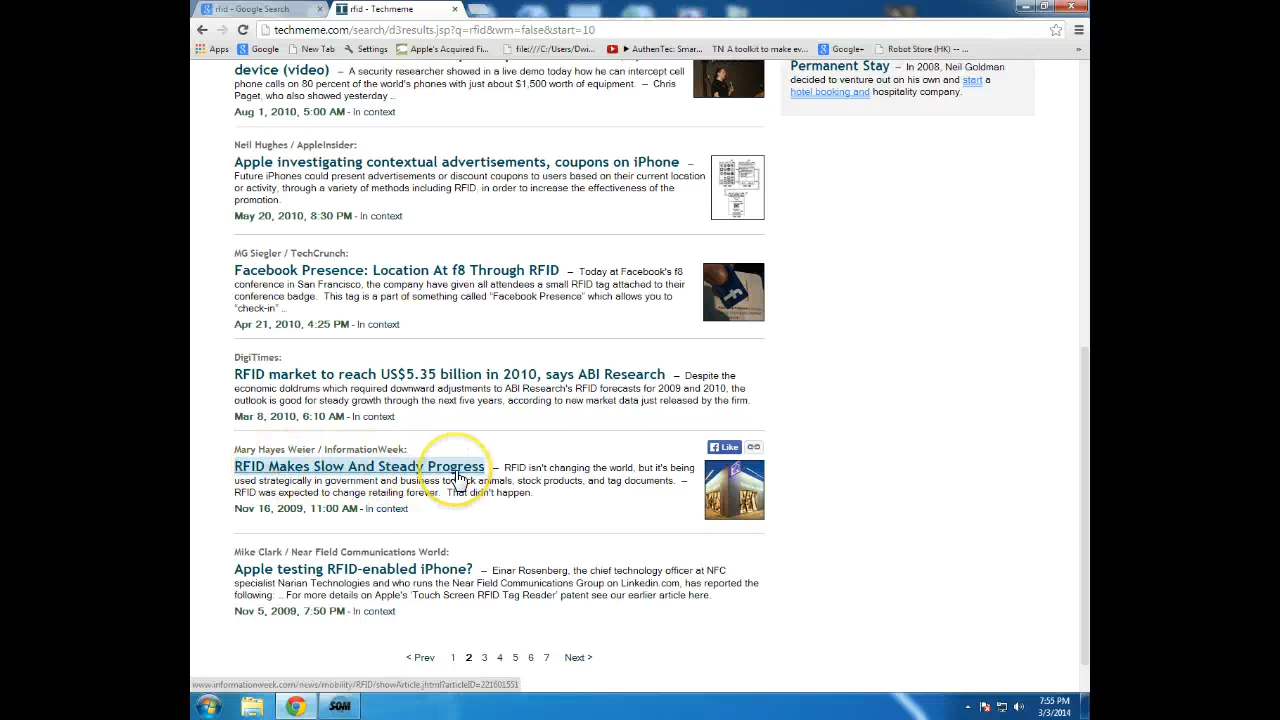 rfid - Google Search
rfid - Techmeme
techmeme.com/search/d3results.jsp?q=rfid&wm=false&start=10
Apps Google New Tab Settings Apple's Acquired Fi... file:///C:/Users/Dwi... AuthenTec: Smar... TN A toolkit to make ev... Google+ Robot Store (HK) -- ... »
device (video) – A security researcher showed in a live demo today how he can intercept cell
phone calls on 80 percent of the world's phones with just about $1,500 worth of equipment. – Chris
Paget, who also showed yesterday ..
Aug 1, 2010, 5:00 AM - In context
Neil Hughes / AppleInsider:
Apple investigating contextual advertisements, coupons on iPhone –
Future iPhones could present advertisements or discount coupons to users based on their current location
or activity, through a variety of methods including RFID, in order to increase the effectiveness of the
promotion.
May 20, 2010, 8:30 PM - In context
MG Siegler / TechCrunch:
Facebook Presence: Location At f8 Through RFID – Today at Facebook's f8
conference in San Francisco, the company have given all attendees a small RFID tag attached to their
conference badge. This tag is a part of something called “Facebook Presence” which allows you to
“check-in” ..
Apr 21, 2010, 4:25 PM - In context
DigiTimes:
RFID market to reach US$5.35 billion in 2010, says ABI Research – Despite the
economic doldrums which required downward adjustments to ABI Research's RFID forecasts for 2009 and 2010, the
outlook is good for steady growth through the next five years, according to new market data just released by the firm.
Mar 8, 2010, 6:10 AM - In context
Mary Hayes Weier / InformationWeek:
Like
RFID Makes Slow And Steady Progress – RFID isn't changing the world, but it's being
used strategically in government and business to animals, stock products, and tag documents. –
RFID was expected to change retailing forever. That didn't happen.
Nov 16, 2009, 11:00 AM - In context
Mike Clark / Near Field Communications World:
Apple testing RFID-enabled iPhone? – Einar Rosenberg, the chief technology officer at NFC
specialist Narian Technologies and who runs the Near Field Communications Group on Linkedin.com, has reported the
following: .. For more details on Apple's 'Touch Screen RFID Tag Reader' patent see our earlier article here.
Nov 5, 2009, 7:50 PM - In context
< Prev 1 2 3 4 5 6 7 Next >
Permanent Stay – In 2008, Neil Goldman
decided to venture out on his own and start a
hotel booking and hospitality company.
www.informationweek.com/news/mobility/RFID/showArticle.jhtml?articleID=221601551
SOM
7:55 PM
3/3/2014